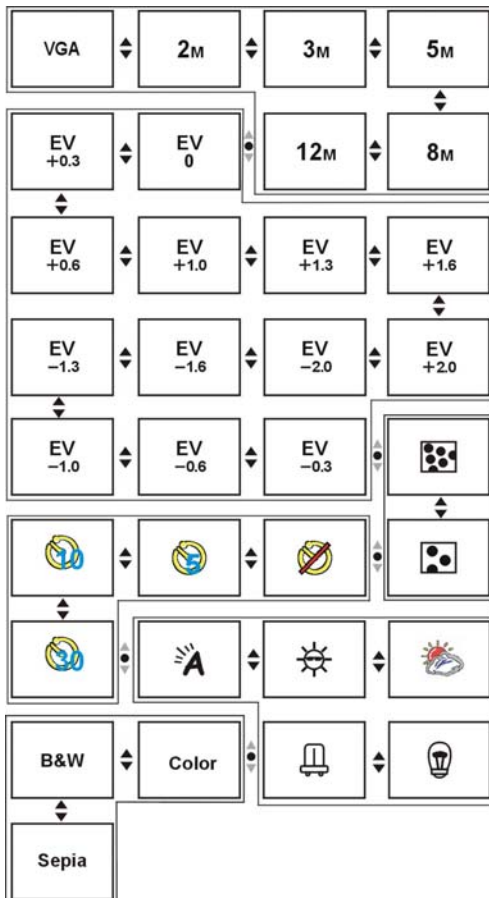 VGA 2M 3M 5M
EV EV
+0.3 0
12M 8M
EV EV EV EV
+0.6 +1.0 +1.3 +1.6
EV EV EV EV
−1.3 −1.6 −2.0 +2.0
EV EV EV
−1.0 −0.6 −0.3
10 5
30 A
B&W Color
Sepia